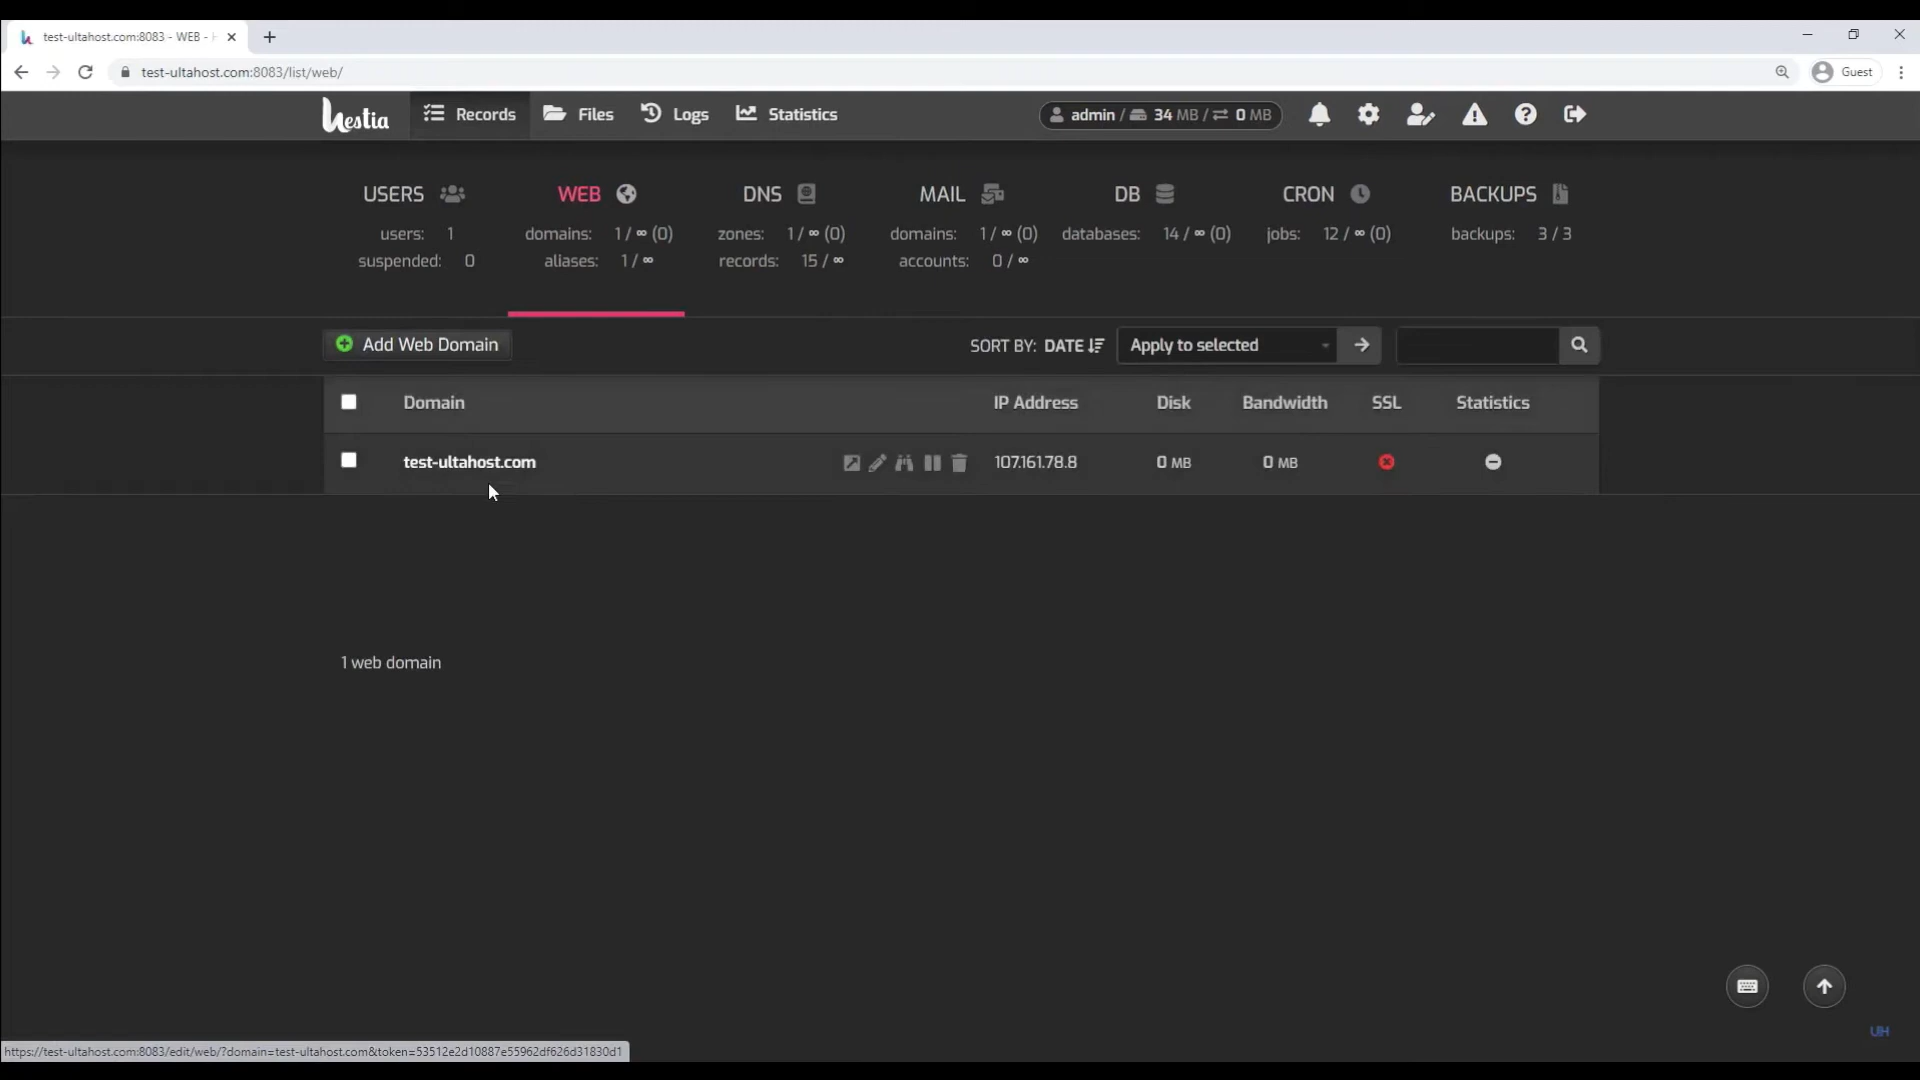 test-ultahost.com:8083 - WEB - H
test-ultahost.com:8083/list/web/
Guest
hestia
Records
Files
Logs
Statistics
admin / 34 MB / 0 MB
USERS
users: 1
suspended: 0
WEB
domains: 1 / ∞ (0)
aliases: 1 / ∞
DNS
zones: 1 / ∞ (0)
records: 15 / ∞
MAIL
domains: 1 / ∞ (0)
accounts: 0 / ∞
DB
databases: 14 / ∞ (0)
CRON
jobs: 12 / ∞ (0)
BACKUPS
backups: 3 / 3
Add Web Domain
SORT BY: DATE
Apply to selected
Domain IP Address Disk Bandwidth SSL Statistics
test-ultahost.com 107.161.78.8 0 MB 0 MB
1 web domain
UH
https://test-ultahost.com:8083/edit/web/?domain=test-ultahost.com&token=53512e2d10887e55962df626d31830d1